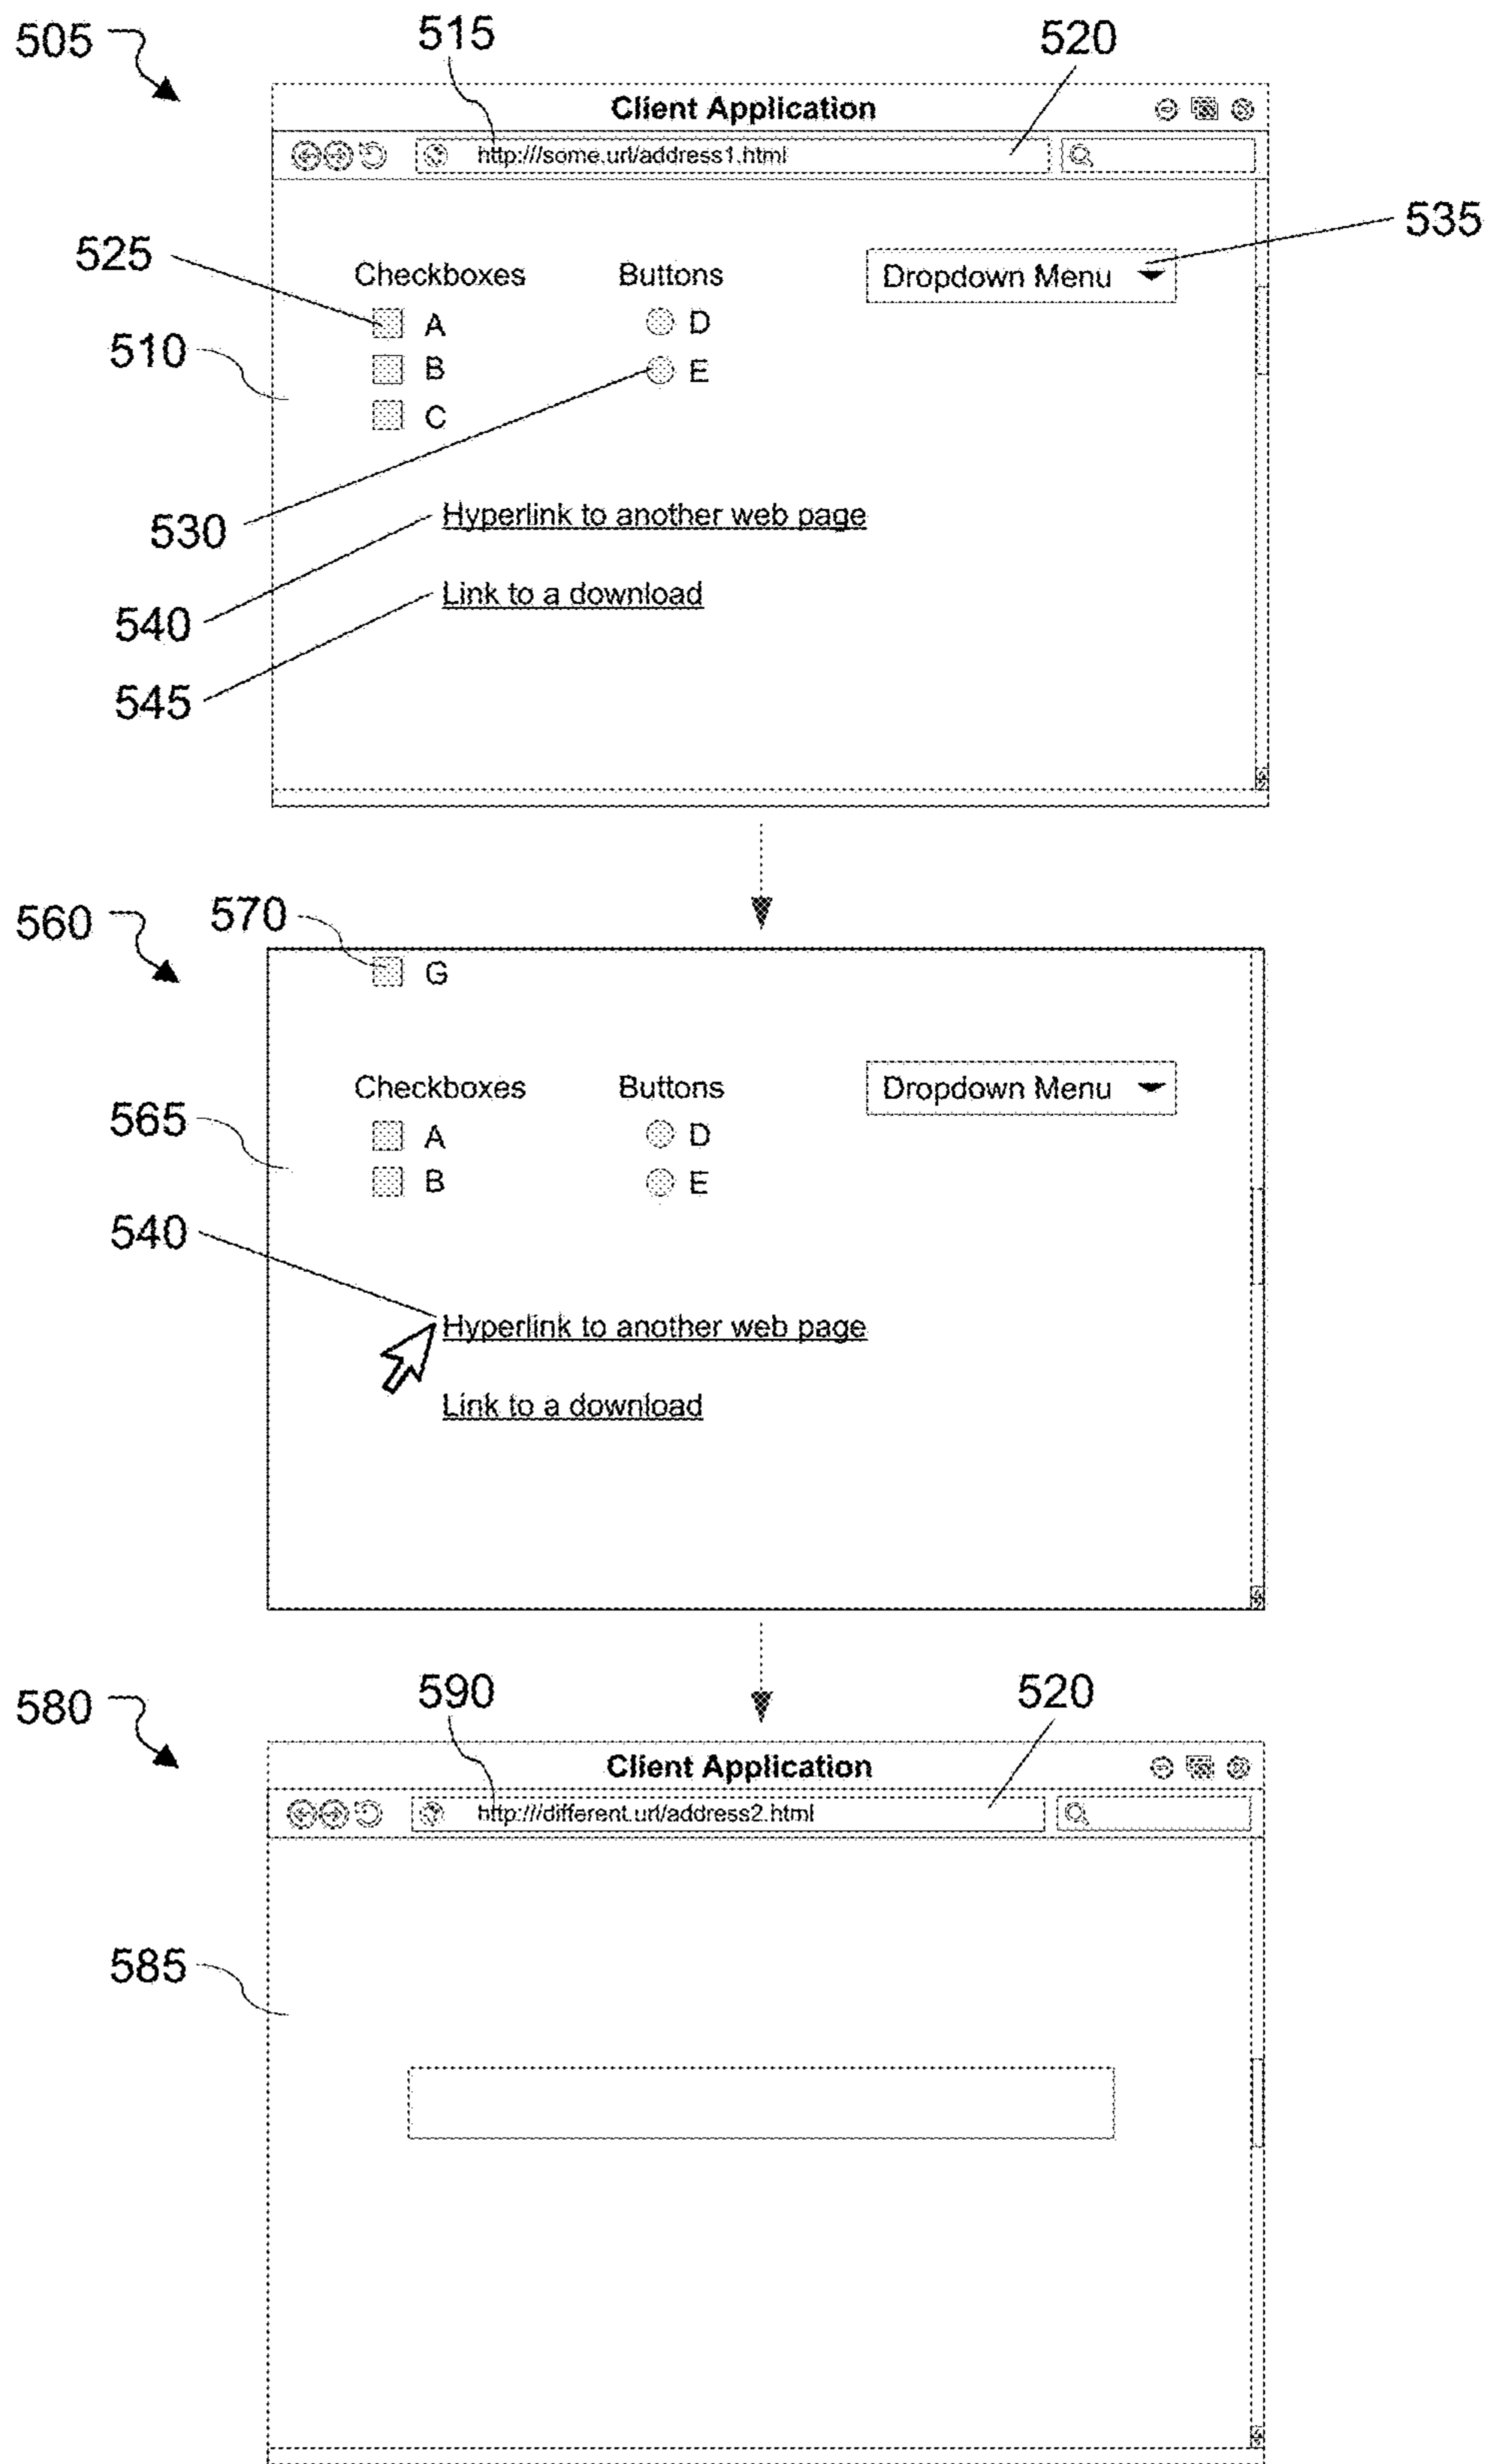 505
515
520
Client Application
http:///some.url/address1.html
535
525
Checkboxes Buttons Dropdown Menu
A D
510
B E
C
530
Hyperlink to another web page
540
Link to a download
545
560
570
G
565
Checkboxes Buttons Dropdown Menu
A D
B E
540
Hyperlink to another web page
Link to a download
580
590
520
Client Application
http:///different.url/address2.html
585